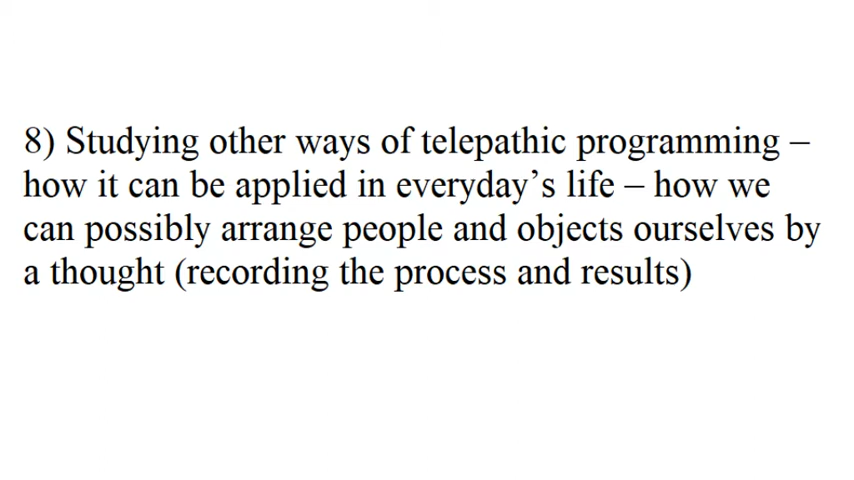 8) Studying other ways of telepathic programming –
how it can be applied in everyday’s life – how we
can possibly arrange people and objects ourselves by
a thought (recording the process and results)